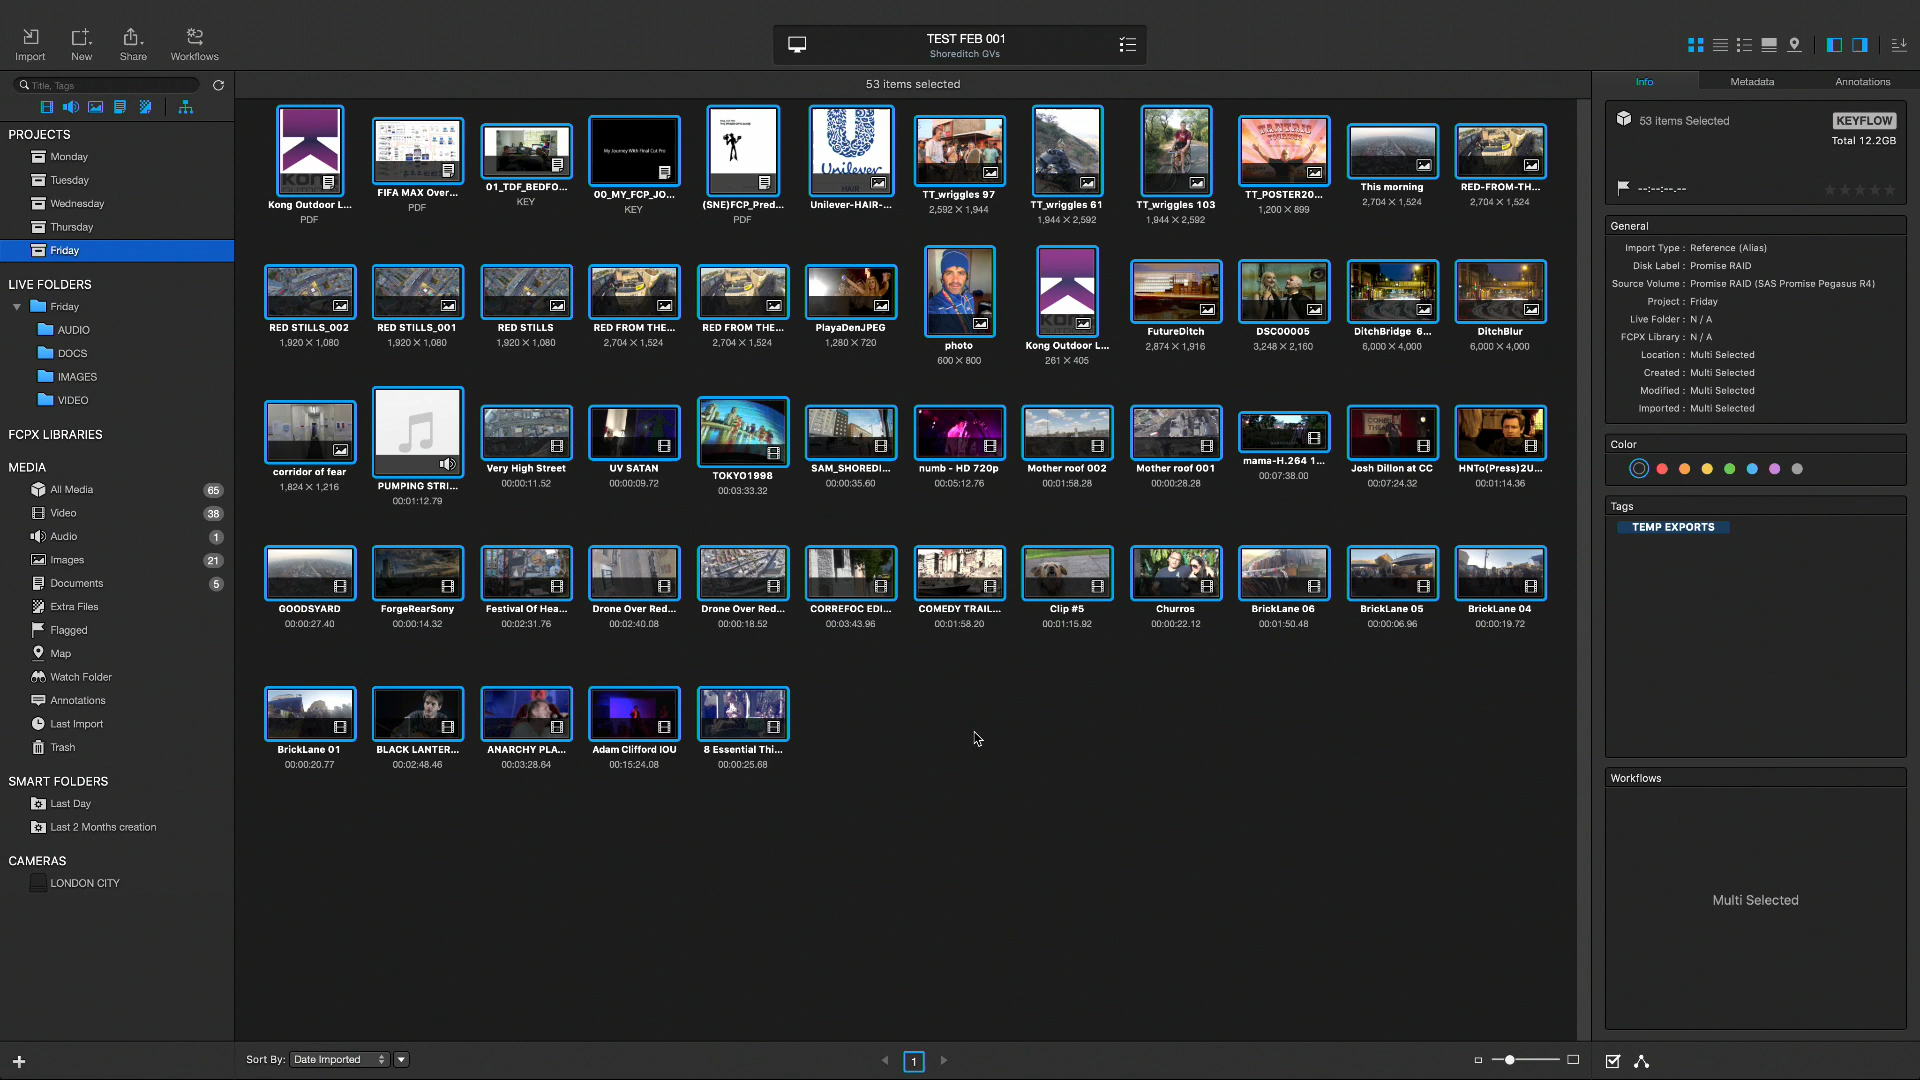 TEST FEB 001
Shoreditch GVs
Import
New
Share
Workflows
Title, Tags
53 items selected
Info
Metadata
Annotations
PROJECTS
Monday
Tuesday
Wednesday
Thursday
Friday
LIVE FOLDERS
Friday
AUDIO
DOCS
IMAGES
VIDEO
FCPX LIBRARIES
MEDIA
All Media 65
Video 38
Audio 1
Images 21
Documents 5
Extra Files
Flagged
Map
Watch Folder
Annotations
Last Import
Trash
SMART FOLDERS
Last Day
Last 2 Months creation
CAMERAS
LONDON CITY
My Journey With Final Cut Pro
Unilever
HAIR
Kong Outdoor L... FIFA MAX Over... 01_TDF_BEDFO... 00_MY_FCP_JO... (SNE)FCP_Pred... Unilever-HAIR-... TT_wriggles 97 TT_wriggles 61 TT_wriggles 103 TT_POSTER20... This morning RED-FROM-TH...
PDF PDF KEY KEY PDF 2,592 × 1,944 1,944 × 2,592 1,944 × 2,592 1,200 × 899 2,704 × 1,524 2,704 × 1,524
RED STILLS_002 RED STILLS_001 RED STILLS RED FROM THE... RED FROM THE... PlayaDenJPEG photo Kong Outdoor L... FutureDitch DSC00005 DitchBridge 6... DitchBlur
1,920 × 1,080 1,920 × 1,080 1,920 × 1,080 2,704 × 1,524 2,704 × 1,524 1,280 × 720 600 × 800 261 × 405 2,874 × 1,916 3,248 × 2,160 6,000 × 4,000 6,000 × 4,000
corridor of fear PUMPING STRI... Very High Street UV SATAN TOKYO1998 SAM_SHOREDI... numb - HD 720p Mother roof 002 Mother roof 001 mama-H.264 1... Josh Dillon at CC HNTo(Press)2U...
1,824 × 1,216 00:01:12.79 00:00:11.52 00:00:09.72 00:03:33.32 00:00:35.60 00:05:12.76 00:01:58.28 00:00:28.28 00:07:38.00 00:07:24.32 00:01:14.36
GOODSYARD ForgeRearSony Festival Of Hea... Drone Over Red... Drone Over Red... CORREFOC EDI... COMEDY TRAIL... Clip #5 Churros BrickLane 06 BrickLane 05 BrickLane 04
00:00:27.40 00:00:14.32 00:02:31.76 00:02:40.08 00:00:18.52 00:03:43.96 00:01:58.20 00:01:15.92 00:00:22.12 00:01:50.48 00:00:06.96 00:00:19.72
BrickLane 01 BLACK LANTER... ANARCHY PLA... Adam Clifford IOU 8 Essential Thi...
00:00:20.77 00:02:48.46 00:03:28.64 00:15:24.08 00:00:25.68
Sort By: Date Imported
1
53 items Selected
KEYFLOW
Total 12.2GB
--:--:--.--
General
Import Type : Reference (Alias)
Disk Label : Promise RAID
Source Volume : Promise RAID (SAS Promise Pegasus R4)
Project : Friday
Live Folder : N / A
FCPX Library : N / A
Location : Multi Selected
Created : Multi Selected
Modified : Multi Selected
Imported : Multi Selected
Color
Tags
TEMP EXPORTS
Workflows
Multi Selected